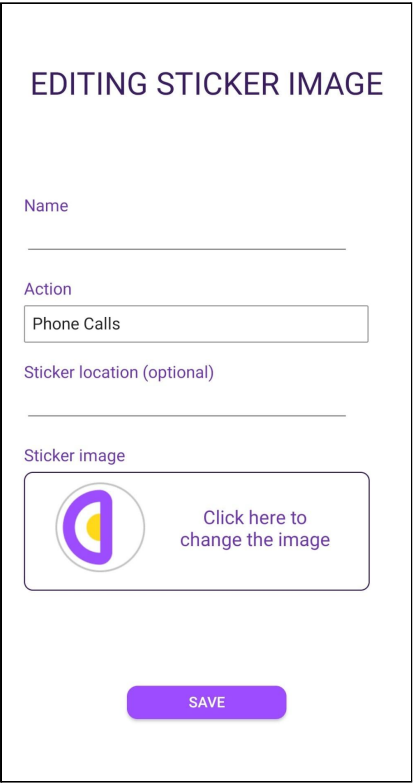 EDITING STICKER IMAGE
Name
Action
Phone Calls
Sticker location (optional)
Sticker image
Click here to
change the image
SAVE